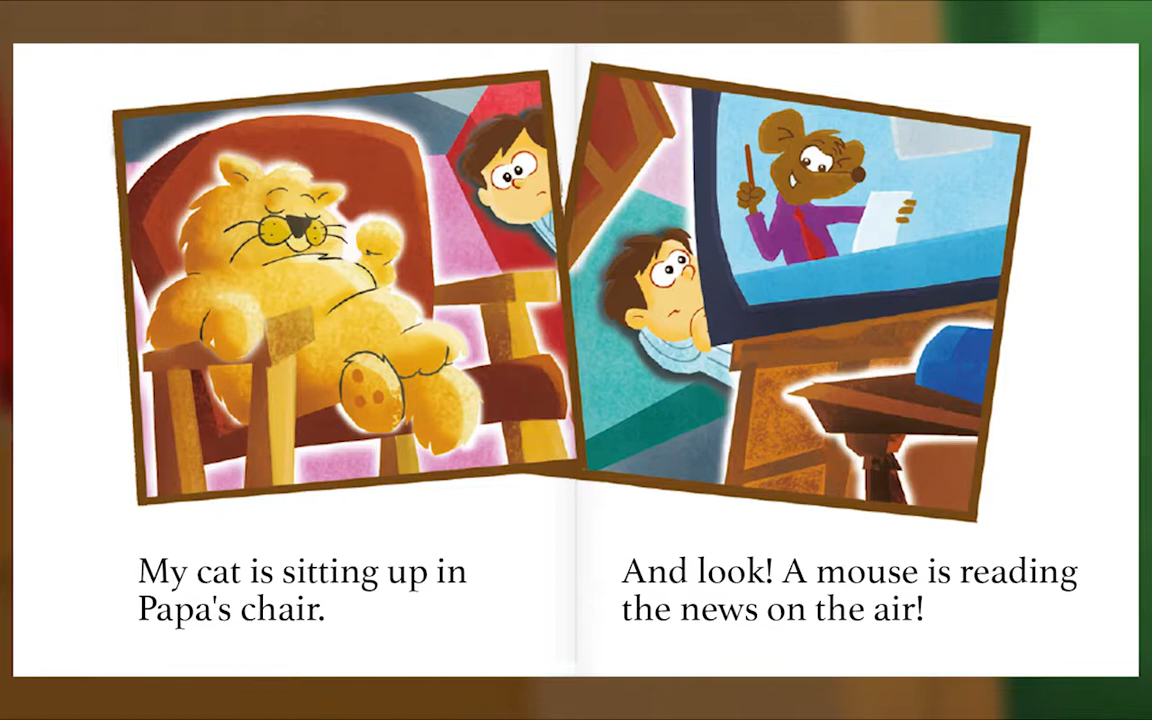 My cat is sitting up in
Papa's chair.
And look! A mouse is reading
the news on the air!